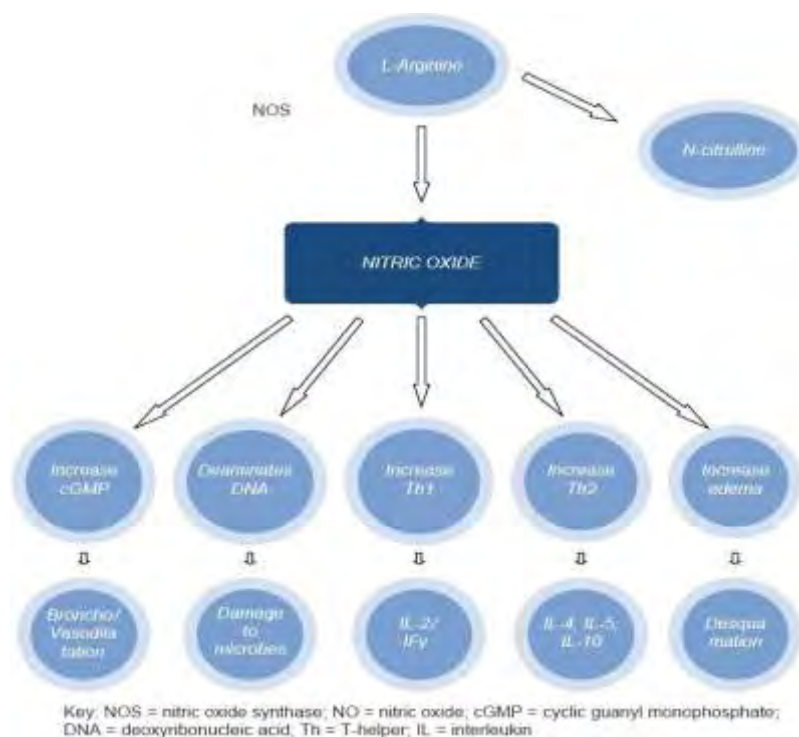 L-Arginine
NOS
N-citrulline
NITRIC OXIDE
Increase
cGMP
Deaminates
DNA
Increase
Th1
Increase
Th2
Increase
edema
Broncho/
Vasodila
tation
Damage
to
microbes
IL-2/
IFγ
IL-4, IL-5,
IL-10
Desqua
mation
Key: NOS = nitric oxide synthase; NO = nitric oxide; cGMP = cyclic guanyl monophosphate;
DNA = deoxyribonucleic acid; Th = T-helper; IL = interleukin